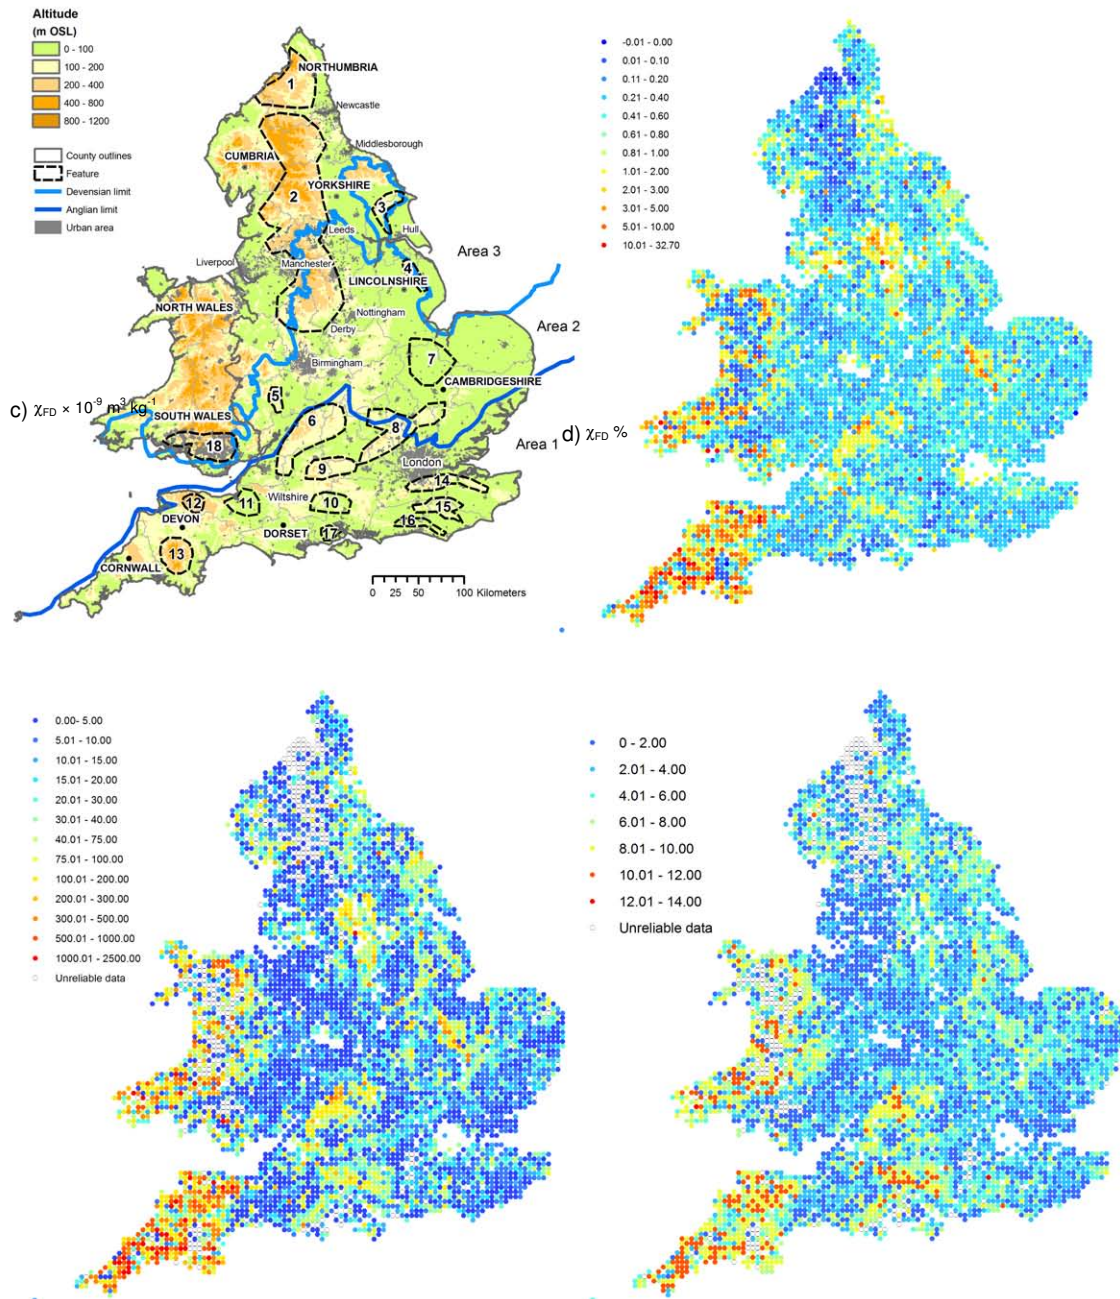 Altitude
(m OSL)
0 - 100
100 - 200
200 - 400
400 - 800
800 - 1200
County outlines
Feature
Devensian limit
Anglian limit
Urban area
1
NORTHUMBRIA
Newcastle
Middlesborough
CUMBRIA
YORKSHIRE
2
3
Leeds
Hull
Area 3
Liverpool
Manchester
4
LINCOLNSHIRE
NORTH WALES
Nottingham
Derby
Area 2
Birmingham
7
CAMBRIDGESHIRE
5
SOUTH WALES
6
8
Area 1
18
9
London
14
Wiltshire
12
11
10
15
DEVON
16
DORSET
17
13
CORNWALL
0 25 50 100 Kilometers
-0.01 - 0.00
0.01 - 0.10
0.11 - 0.20
0.21 - 0.40
0.41 - 0.60
0.61 - 0.80
0.81 - 1.00
1.01 - 2.00
2.01 - 3.00
3.01 - 5.00
5.01 - 10.00
10.01 - 32.70
c) χFD × 10-9 m3 kg-1
0.00- 5.00
5.01 - 10.00
10.01 - 15.00
15.01 - 20.00
20.01 - 30.00
30.01 - 40.00
40.01 - 75.00
75.01 - 100.00
100.01 - 200.00
200.01 - 300.00
300.01 - 500.00
500.01 - 1000.00
1000.01 - 2500.00
Unreliable data
d) χFD %
0 - 2.00
2.01 - 4.00
4.01 - 6.00
6.01 - 8.00
8.01 - 10.00
10.01 - 12.00
12.01 - 14.00
Unreliable data